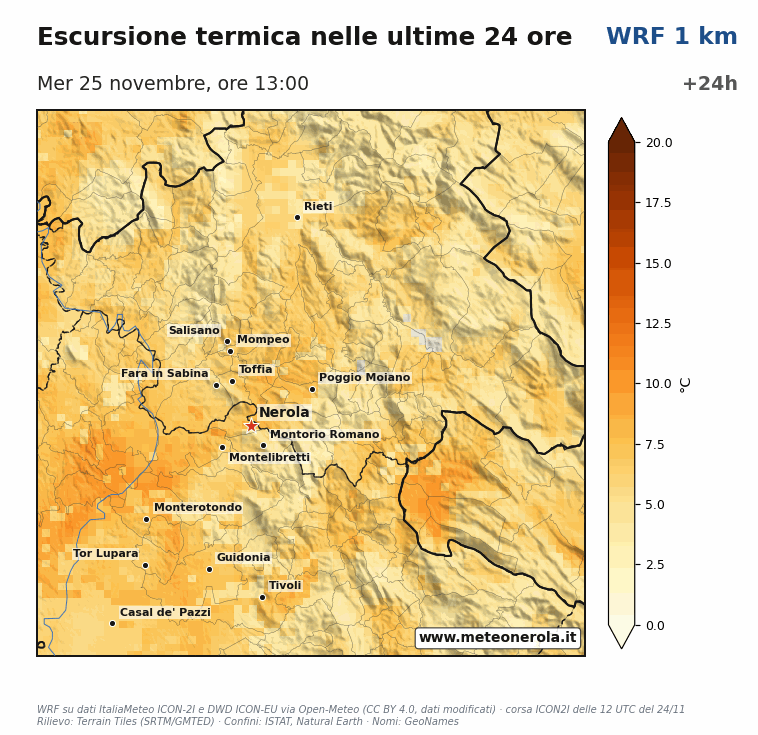 Escursione termica nelle ultime 24 ore
WRF 1 km
Mer 25 novembre, ore 13:00
+24h
Rieti
Salisano
Mompeo
Fara in Sabina
Toffia
Poggio Moiano
Nerola
Montorio Romano
Montelibretti
Monterotondo
Tor Lupara
Guidonia
Tivoli
Casal de' Pazzi
www.meteonerola.it
20.0
17.5
15.0
12.5
10.0
7.5
5.0
2.5
0.0
°C
WRF su dati ItaliaMeteo ICON-2I e DWD ICON-EU via Open-Meteo (CC BY 4.0, dati modificati) · corsa ICON2I delle 12 UTC del 24/11
Rilievo: Terrain Tiles (SRTM/GMTED) · Confini: ISTAT, Natural Earth · Nomi: GeoNames